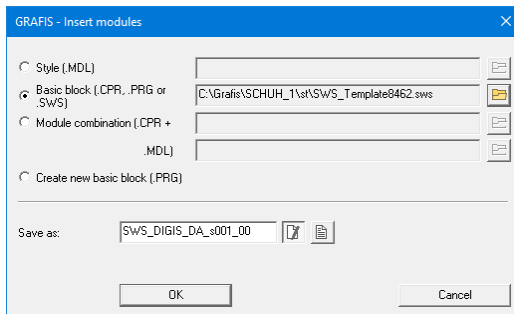 GRAFIS - Insert modules
Style (.MDL)
Basic block (.CPR, .PRG or
.SWS)
C:\Grafis\SCHUH_1\st\SWS_Template8462.sws
Module combination (.CPR +
.MDL)
Create new basic block (.PRG)
Save as:
SWS_DIGIS_DA_s001_00
OK
Cancel